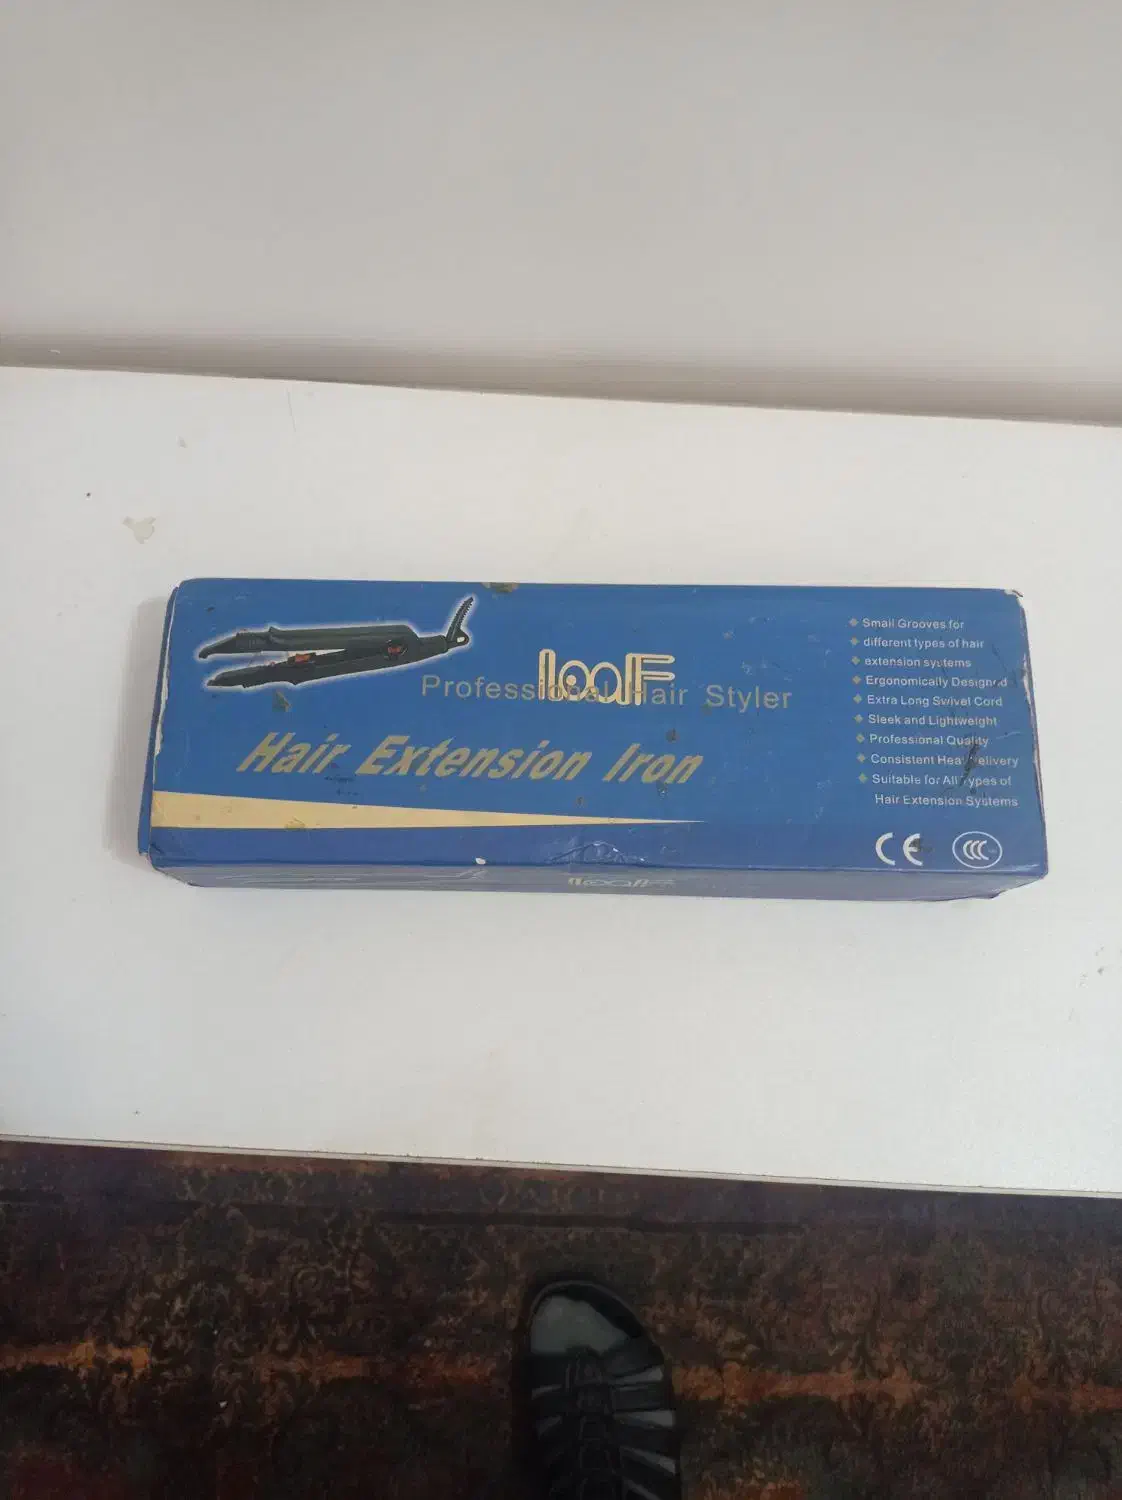 looF
Professional Hair Styler
Hair Extension Iron
Small Grooves for
different types of hair
extension systems
Ergonomically Designed
Extra Long Swivel Cord
Sleek and Lightweight
Professional Quality
Consistent Heat Delivery
Suitable for All Types of
Hair Extension Systems
CE
CCC
looF